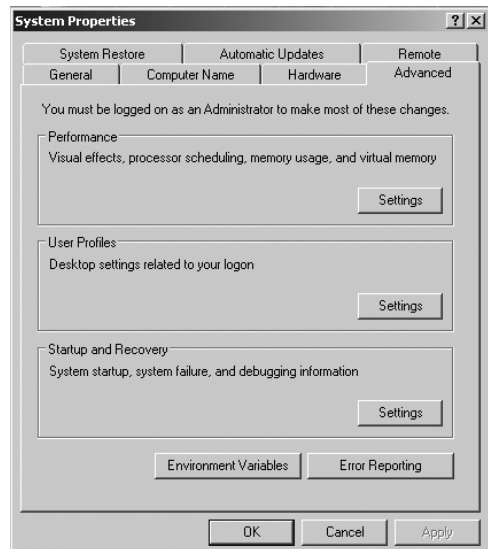 System Properties
System Restore Automatic Updates Remote
General Computer Name Hardware Advanced
You must be logged on as an Administrator to make most of these changes.
Performance
Visual effects, processor scheduling, memory usage, and virtual memory
Settings
User Profiles
Desktop settings related to your logon
Settings
Startup and Recovery
System startup, system failure, and debugging information
Settings
Environment Variables Error Reporting
OK Cancel Apply